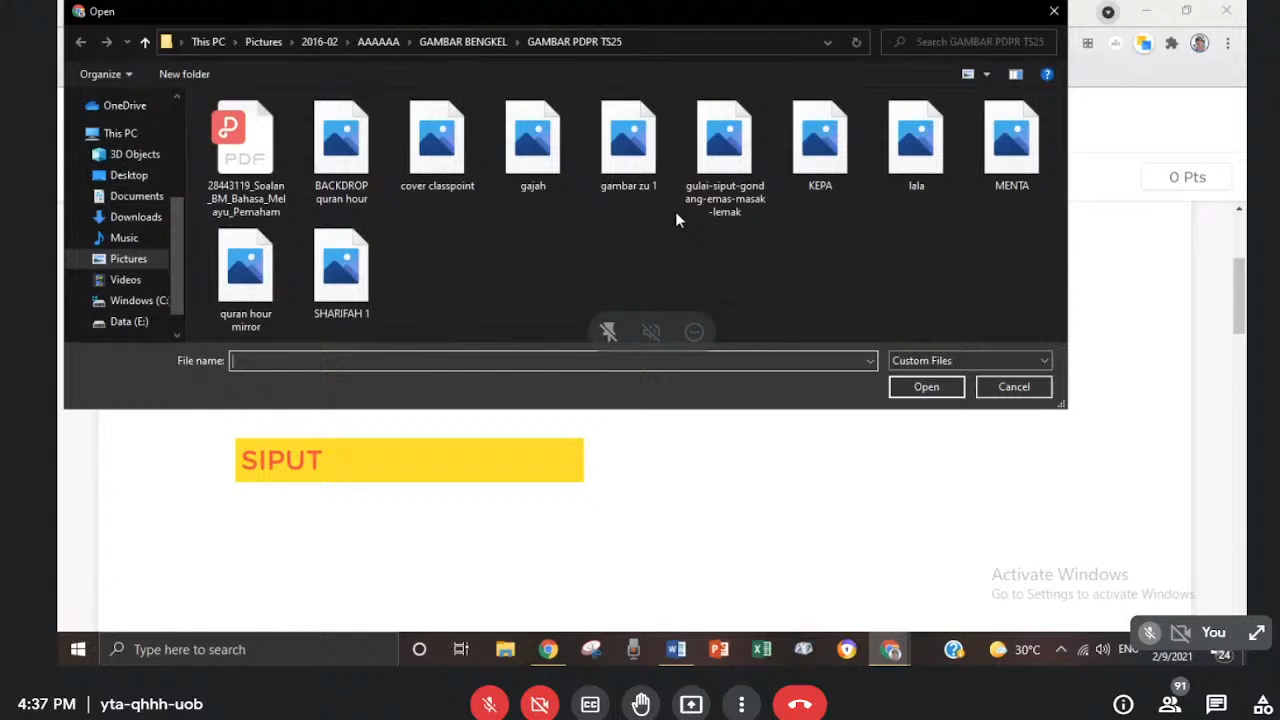 Open
This PC
Pictures
2016-02
AAAAAA
GAMBAR BENGKEL
GAMBAR PDPR TS25
Search GAMBAR PDPR TS25
Organize
New folder
OneDrive
This PC
3D Objects
Desktop
Documents
Downloads
Music
Pictures
Videos
Windows (C:
Data (E:)
PDF
28443119_Soalan
_BM_Bahasa_Mel
ayu_Pemaham
BACKDROP
quran hour
cover classpoint
gajah
gambar zu 1
gulai-siput-gond
ang-emas-masak
-lemak
KEPA
lala
MENTA
quran hour
mirror
SHARIFAH 1
File name:
Custom Files
Open
Cancel
0 Pts
SIPUT
Activate Windows
Go to Settings to activate Windows.
You
Type here to search
30°C
ENG
2/9/2021
24
4:37 PM | yta-qhhh-uob
91